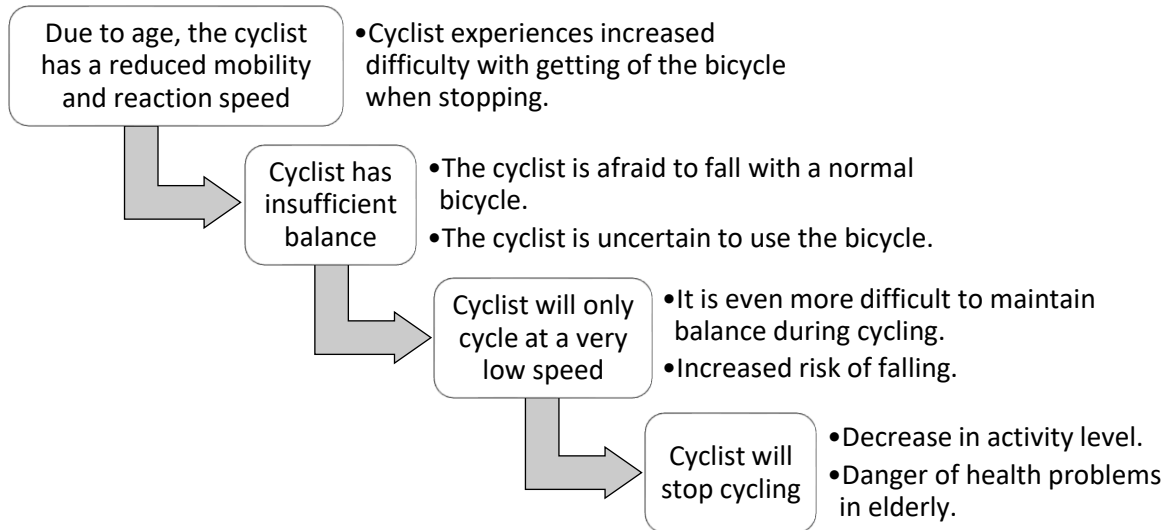 Due to age, the cyclist
has a reduced mobility
and reaction speed
•Cyclist experiences increased
difficulty with getting of the bicycle
when stopping.
Cyclist has
insufficient
balance
•The cyclist is afraid to fall with a normal
bicycle.
•The cyclist is uncertain to use the bicycle.
Cyclist will only
cycle at a very
low speed
•It is even more difficult to maintain
balance during cycling.
•Increased risk of falling.
Cyclist will
stop cycling
•Decrease in activity level.
•Danger of health problems
in elderly.